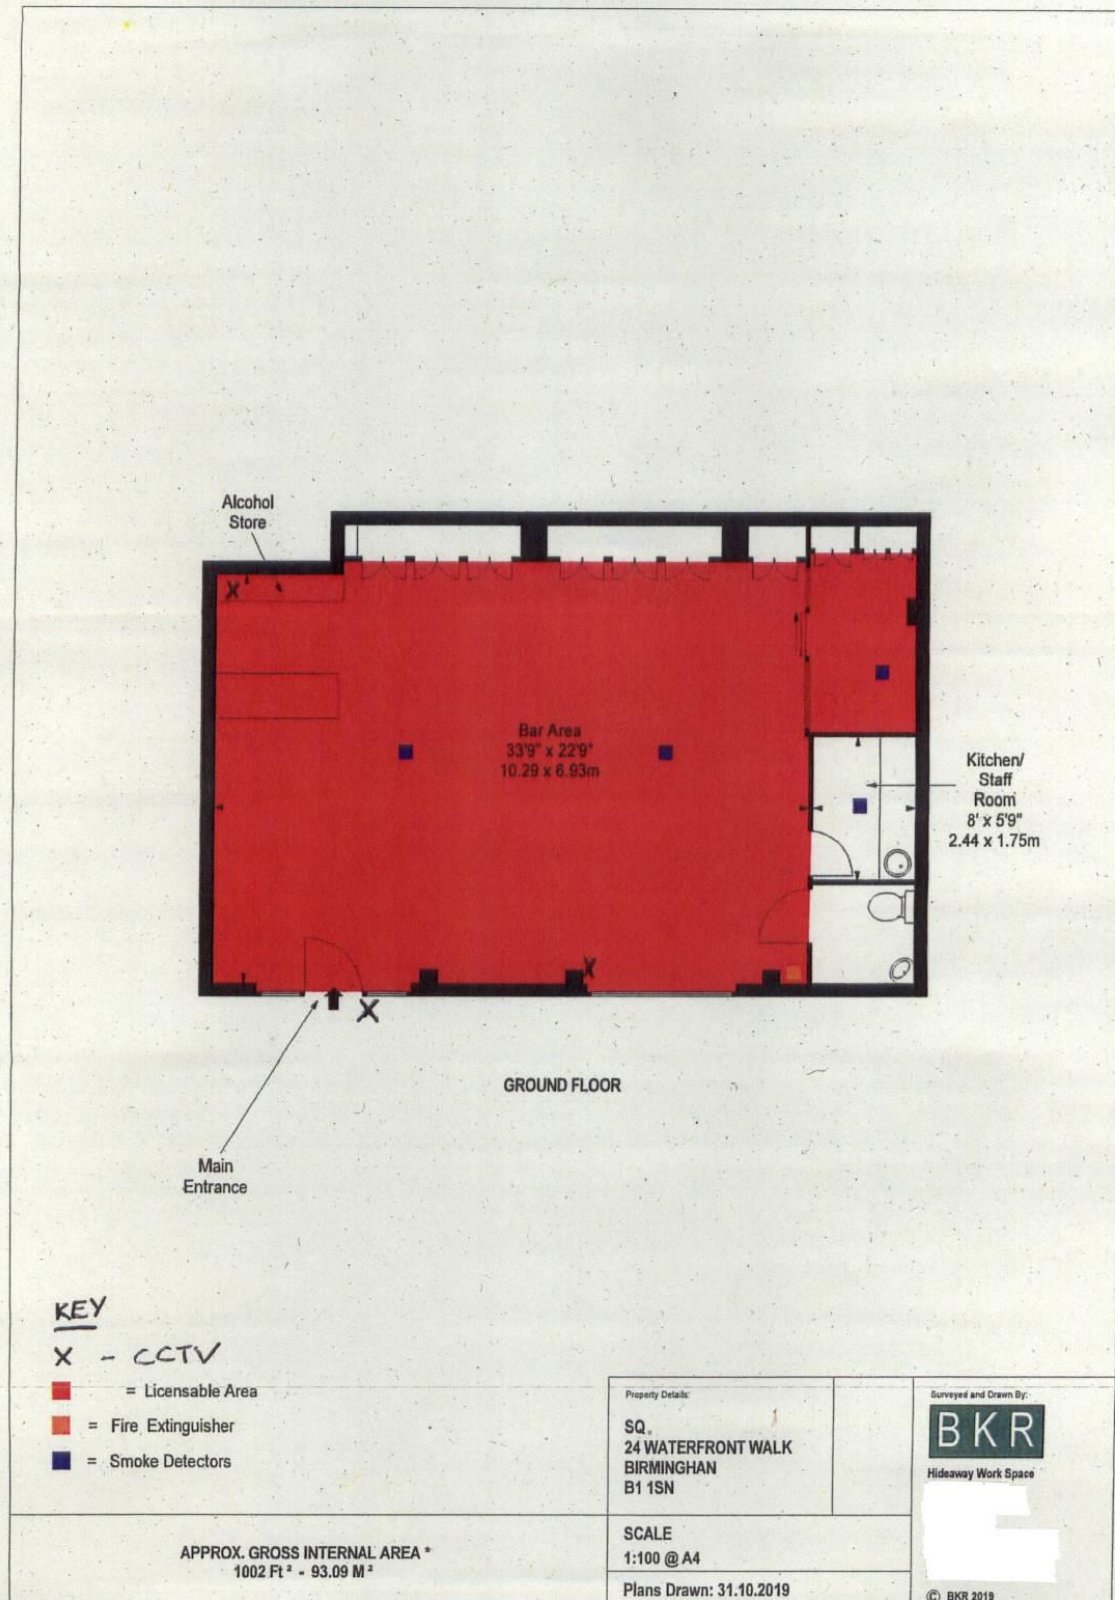 Alcohol
Store
X
Bar Area
33'9" x 22'9"
10.29 x 6.93m
Kitchen/
Staff
Room
8' x 5'9"
2.44 x 1.75m
X
X
GROUND FLOOR
Main
Entrance
KEY
X - CCTV
= Licensable Area
= Fire Extinguisher
= Smoke Detectors
APPROX. GROSS INTERNAL AREA *
1002 Ft ² - 93.09 M ²
Property Details:
SQ.
24 WATERFRONT WALK
BIRMINGHAN
B1 1SN
SCALE
1:100 @ A4
Plans Drawn: 31.10.2019
Surveyed and Drawn By:
BKR
Hideaway Work Space
© BKR 2019